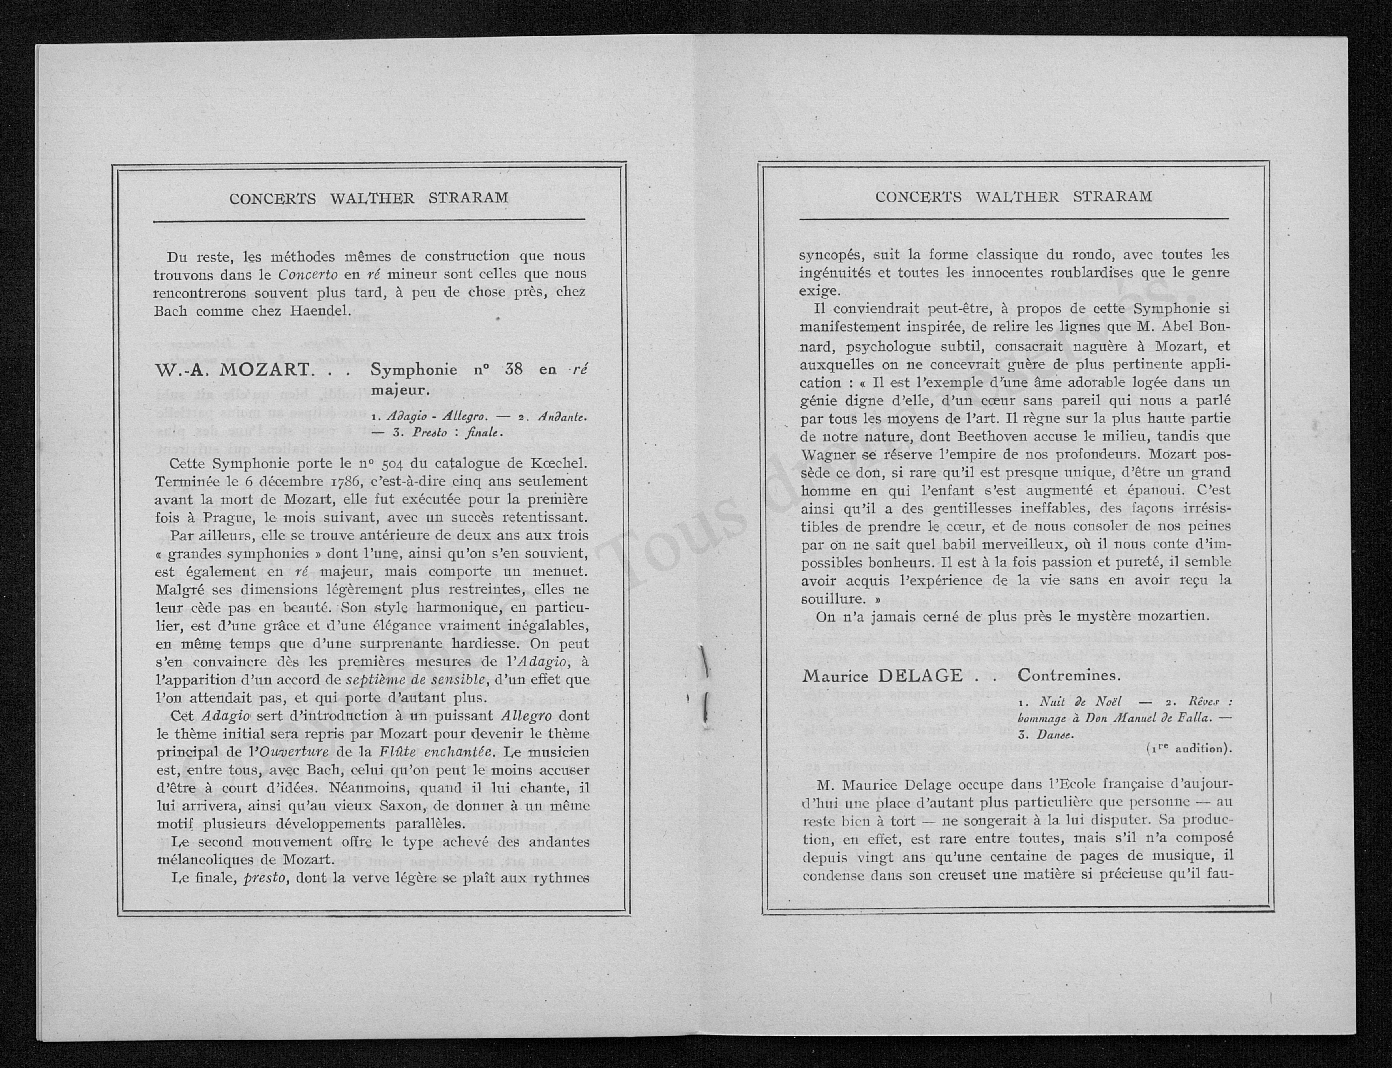 CONCERTS WALTHER STRARAM
Du reste, les méthodes mêmes de construction que nous
trouvons dans le Concerto en ré mineur sont celles que nous
rencontrerons souvent plus tard, à peu de chose près, chez
Bach comme chez Haendel.
W.-A. MOZART. . . Symphonie n° 38 en ré
majeur.
1. Adagio - Allegro. — 2. Andante.
— 3. Presto : finale.
Cette Symphonie porte le n° 504 du catalogue de Kœchel.
Terminée le 6 décembre 1786, c'est-à-dire cinq ans seulement
avant la mort de Mozart, elle fut exécutée pour la première
fois à Prague, le mois suivant, avec un succès retentissant.
Par ailleurs, elle se trouve antérieure de deux ans aux trois
« grandes symphonies » dont l'une, ainsi qu'on s'en souvient,
est également en ré majeur, mais comporte un menuet.
Malgré ses dimensions légèrement plus restreintes, elles ne
leur cède pas en beauté. Son style harmonique, en particu-
lier, est d'une grâce et d'une élégance vraiment inégalables,
en même temps que d'une surprenante hardiesse. On peut
s'en convaincre dès les premières mesures de l'Adagio, à
l'apparition d'un accord de septième de sensible, d'un effet que
l'on attendait pas, et qui porte d'autant plus.
Cet Adagio sert d'introduction à un puissant Allegro dont
le thème initial sera repris par Mozart pour devenir le thème
principal de l'Ouverture de la Flûte enchantée. Le musicien
est, entre tous, avec Bach, celui qu'on peut le moins accuser
d'être à court d'idées. Néanmoins, quand il lui chante, il
lui arrivera, ainsi qu'au vieux Saxon, de donner à un même
motif plusieurs développements parallèles.
Le second mouvement offre le type achevé des andantes
mélancoliques de Mozart.
Le finale, presto, dont la verve légère se plaît aux rythmes
CONCERTS WALTHER STRARAM
syncopés, suit la forme classique du rondo, avec toutes les
ingénuités et toutes les innocentes roublardises que le genre
exige.
Il conviendrait peut-être, à propos de cette Symphonie si
manifestement inspirée, de relire les lignes que M. Abel Bon-
nard, psychologue subtil, consacrait naguère à Mozart, et
auxquelles on ne concevrait guère de plus pertinente appli-
cation : « Il est l'exemple d'une âme adorable logée dans un
génie digne d'elle, d'un cœur sans pareil qui nous a parlé
par tous les moyens de l'art. Il règne sur la plus haute partie
de notre nature, dont Beethoven accuse le milieu, tandis que
Wagner se réserve l'empire de nos profondeurs. Mozart pos-
sède ce don, si rare qu'il est presque unique, d'être un grand
homme en qui l'enfant s'est augmenté et épanoui. C'est
ainsi qu'il a des gentillesses ineffables, des façons irrésis-
tibles de prendre le cœur, et de nous consoler de nos peines
par on ne sait quel babil merveilleux, où il nous conte d'im-
possibles bonheurs. Il est à la fois passion et pureté, il semble
avoir acquis l'expérience de la vie sans en avoir reçu la
souillure. »
On n'a jamais cerné de plus près le mystère mozartien.
Maurice DELAGE . . Contremines.
1. Nuit de Noël — 2. Rêves :
hommage à Don Manuel de Falla. —
3. Danse.
(1re audition).
M. Maurice Delage occupe dans l'Ecole française d'aujour-
d'hui une place d'autant plus particulière que personne — au
reste bien à tort — ne songerait à la lui disputer. Sa produc-
tion, en effet, est rare entre toutes, mais s'il n'a composé
depuis vingt ans qu'une centaine de pages de musique, il
condense dans son creuset une matière si précieuse qu'il fau-